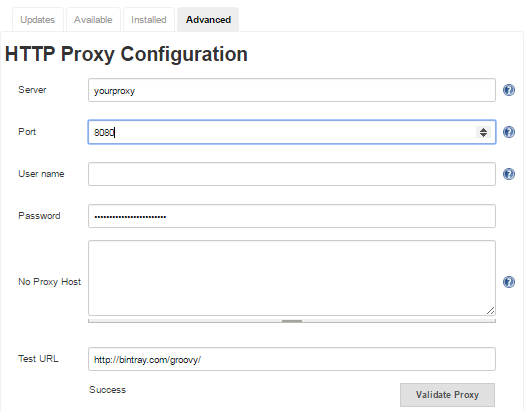 Updates Available Installed Advanced
HTTP Proxy Configuration
Server yourproxy
Port 8080
User name
Password ••••••••••••••••••••••••
No Proxy Host
Test URL http://bintray.com/groovy/
Success Validate Proxy